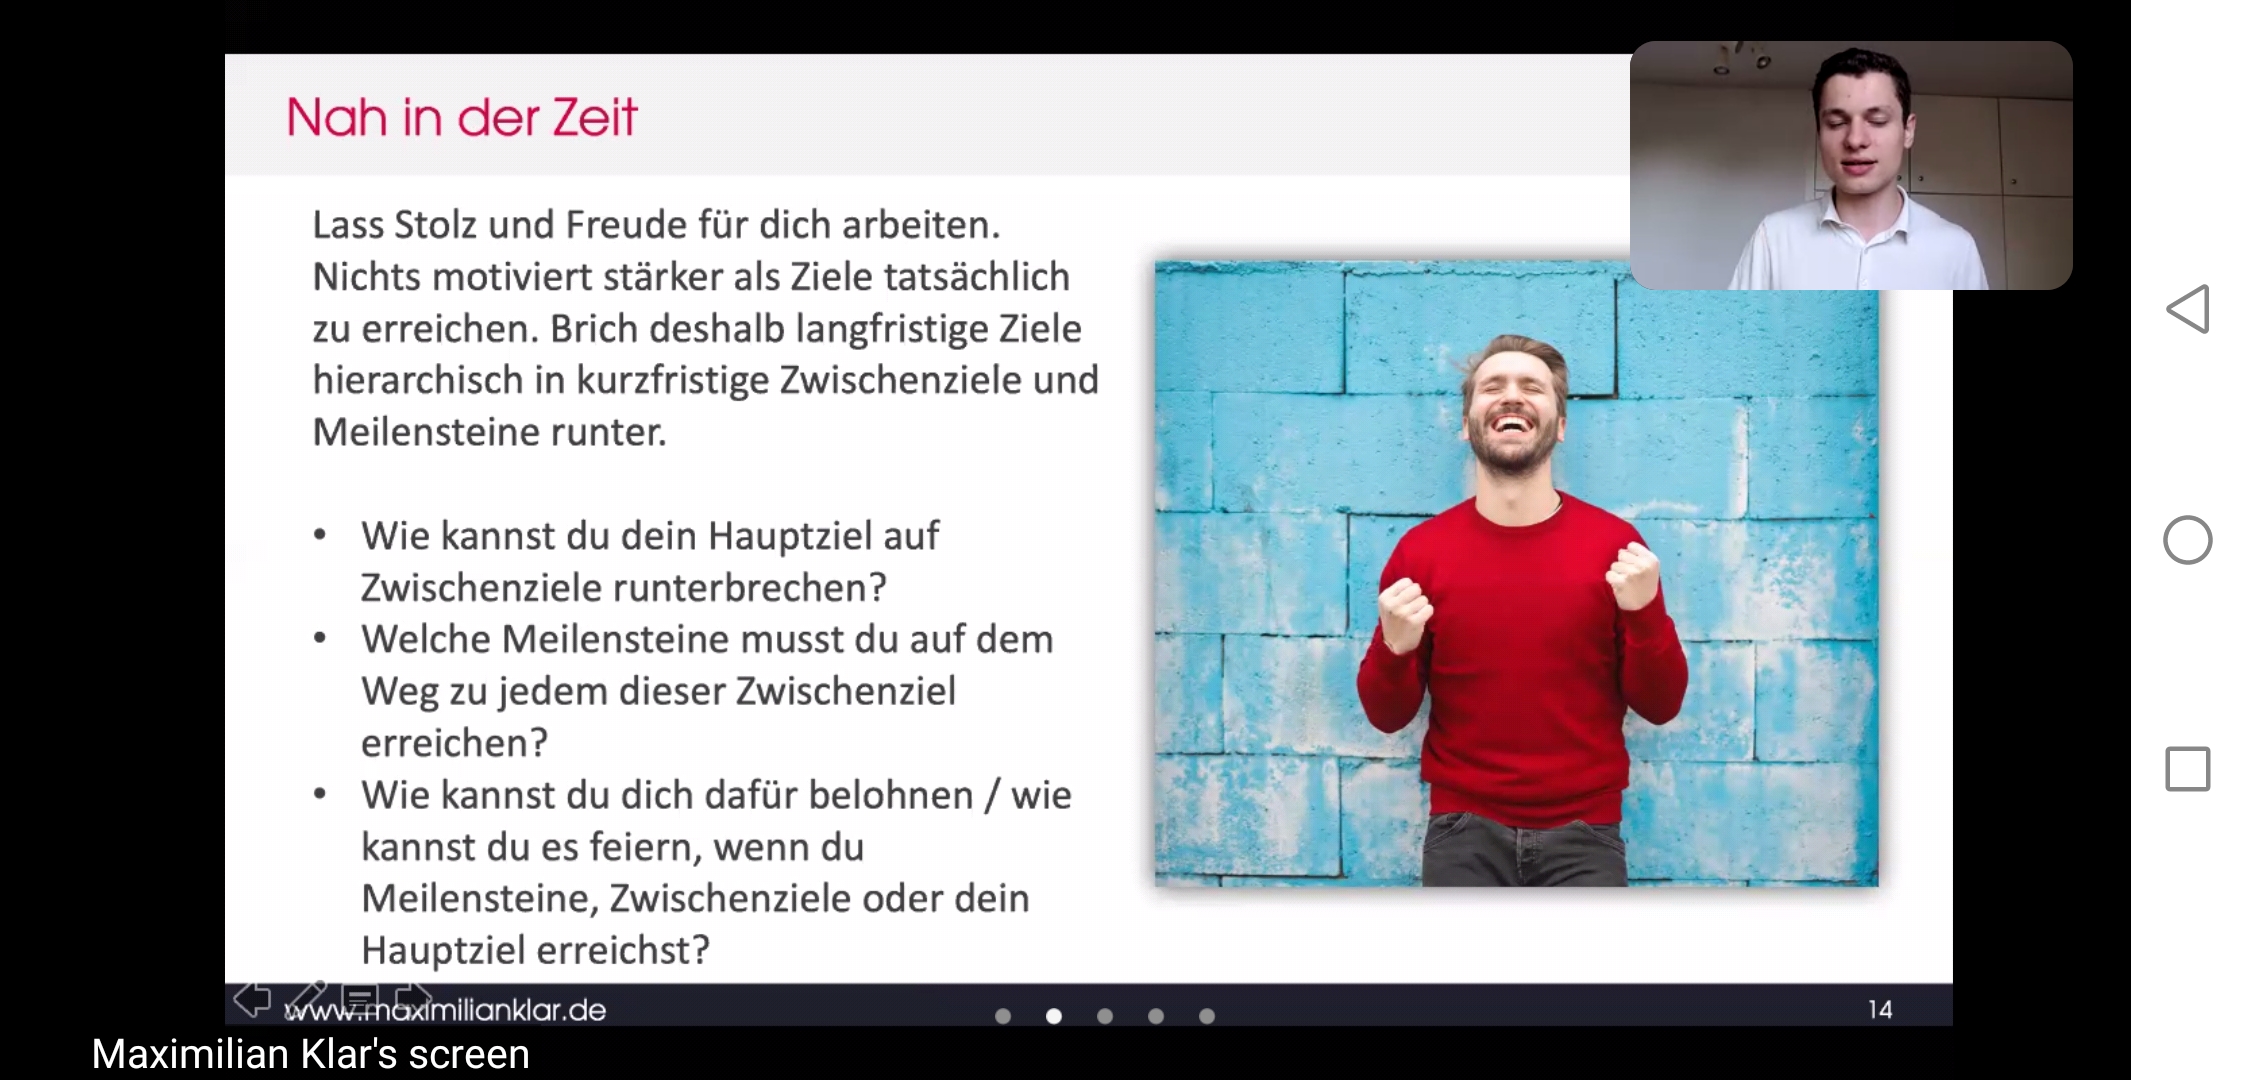 Nah in der Zeit
Lass Stolz und Freude für dich arbeiten.
Nichts motiviert stärker als Ziele tatsächlich
zu erreichen. Brich deshalb langfristige Ziele
hierarchisch in kurzfristige Zwischenziele und
Meilensteine runter.
• Wie kannst du dein Hauptziel auf
Zwischenziele runterbrechen?
• Welche Meilensteine musst du auf dem
Weg zu jedem dieser Zwischenziel
erreichen?
• Wie kannst du dich dafür belohnen / wie
kannst du es feiern, wenn du
Meilensteine, Zwischenziele oder dein
Hauptziel erreichst?
www.maximilianklar.de
14
Maximilian Klar's screen